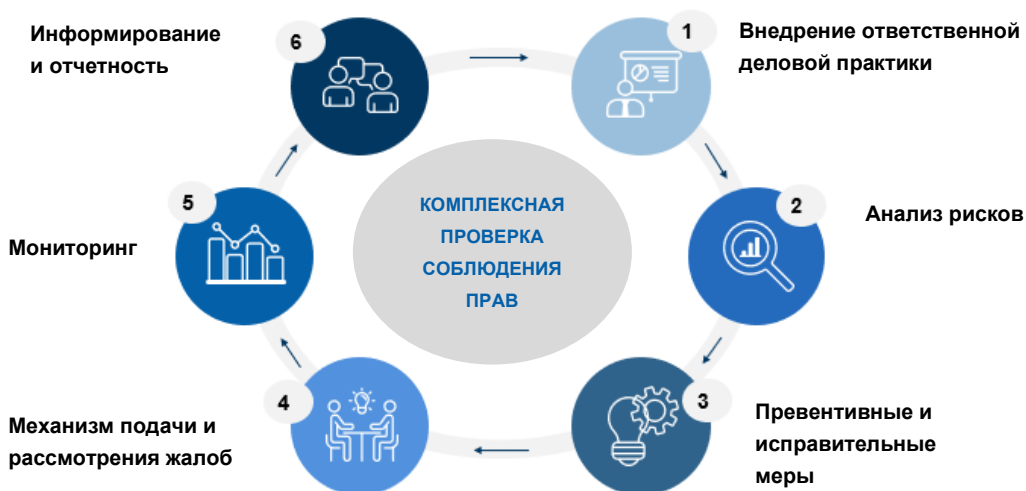 1
Внедрение ответственной
деловой практики
2
Анализ рисков
3
Превентивные и
исправительные
меры
4
Механизм подачи и
рассмотрения жалоб
5
Мониторинг
6
Информирование
и отчетность
КОМПЛЕКСНАЯ
ПРОВЕРКА
СОБЛЮДЕНИЯ
ПРАВ